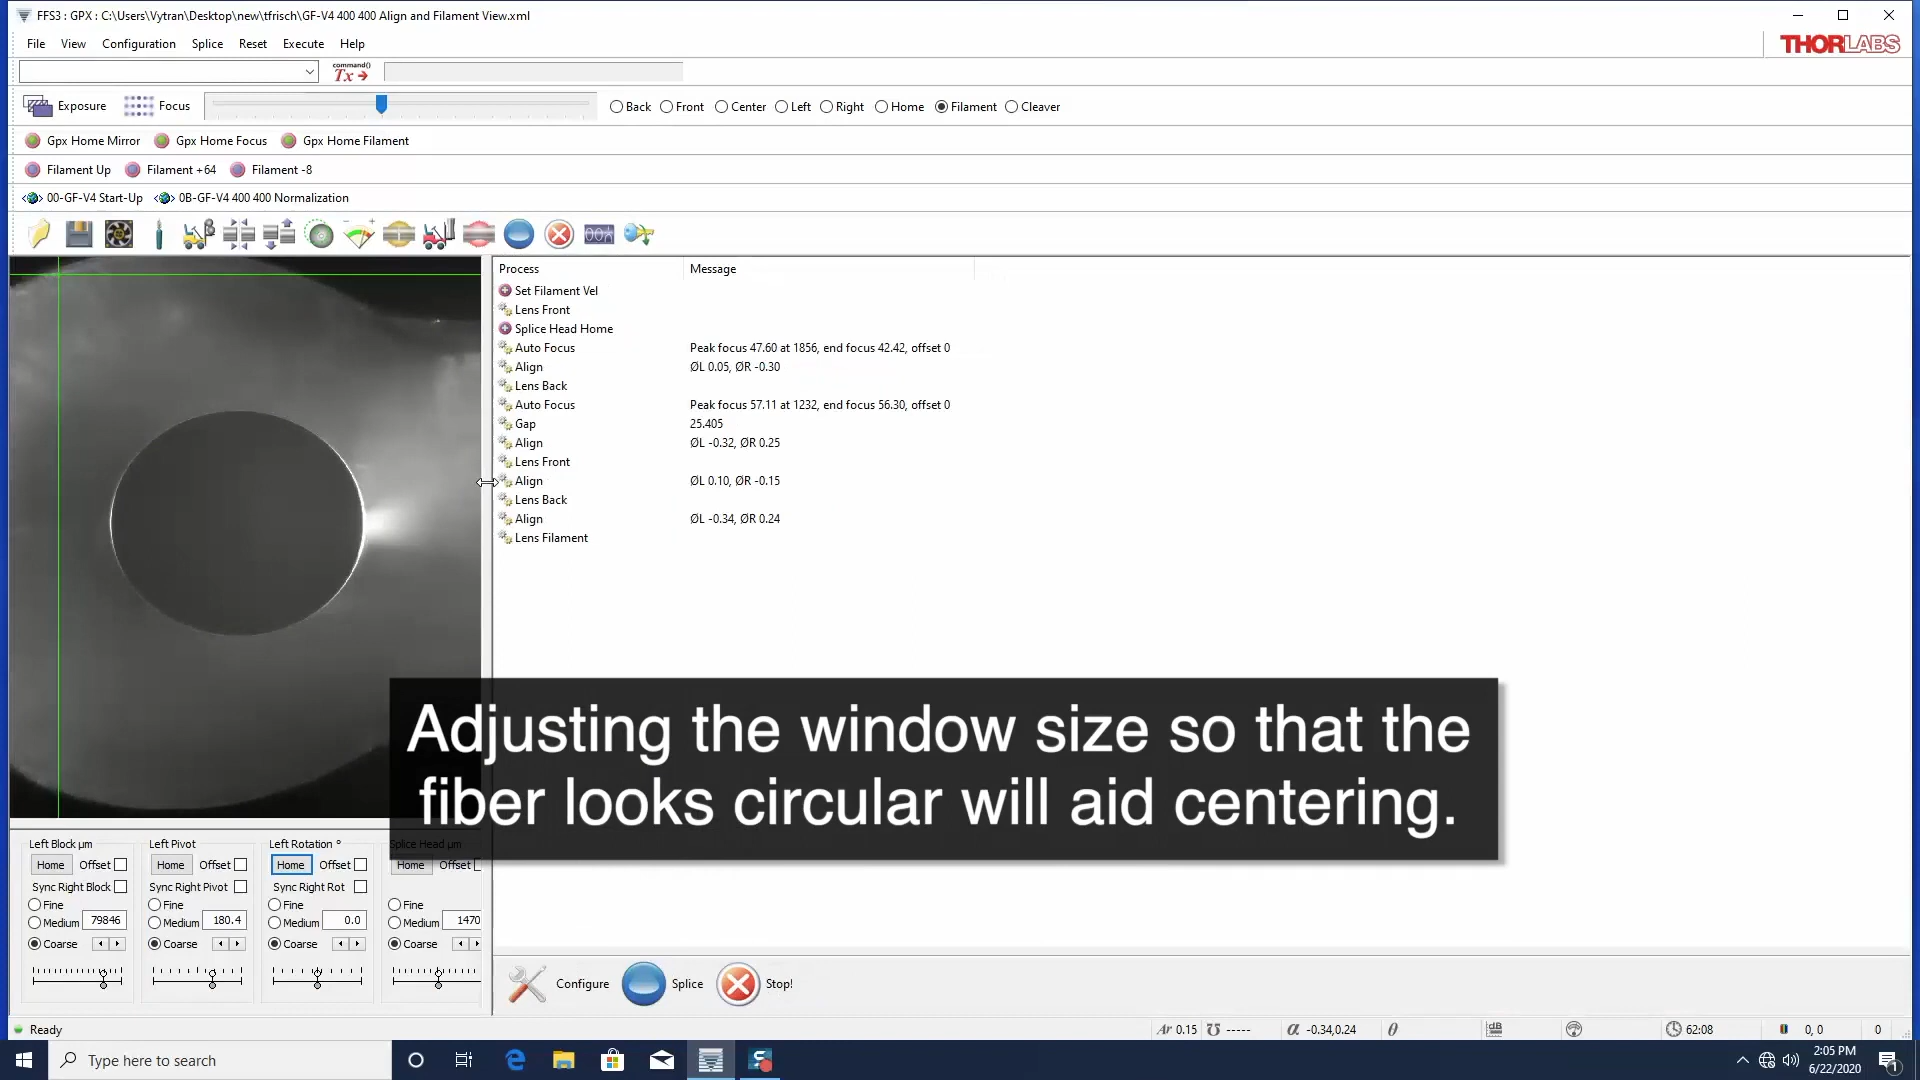 FFS3 : GPX : C:\Users\Vytran\Desktop\new\tfrisch\GF-V4 400 400 Align and Filament View.xml
File View Configuration Splice Reset Execute Help
THORLABS
command()
Tx
Exposure Focus Back Front Center Left Right Home Filament Cleaver
Gpx Home Mirror Gpx Home Focus Gpx Home Filament
Filament Up Filament +64 Filament -8
00-GF-V4 Start-Up 0B-GF-V4 400 400 Normalization
Process Message
Set Filament Vel
Lens Front
Splice Head Home
Auto Focus Peak focus 47.60 at 1856, end focus 42.42, offset 0
Align ØL 0.05, ØR -0.30
Lens Back
Auto Focus Peak focus 57.11 at 1232, end focus 56.30, offset 0
Gap 25.405
Align ØL -0.32, ØR 0.25
Lens Front
Align ØL 0.10, ØR -0.15
Lens Back
Align ØL -0.34, ØR 0.24
Lens Filament
Adjusting the window size so that the
fiber looks circular will aid centering.
Left Block µm Left Pivot Left Rotation ° Splice Head µm
Home Offset Home Offset Home Offset Home Offset
Sync Right Block Sync Right Pivot Sync Right Rot
Fine Fine Fine Fine
Medium 79846 Medium 180.4 Medium 0.0 Medium 1470
Coarse Coarse Coarse Coarse
Configure Splice Stop!
Ready Ar 0.15 ʊ ----- α -0.34,0.24 θ dB 62:08 0, 0 0
Type here to search
2:05 PM
6/22/2020
1